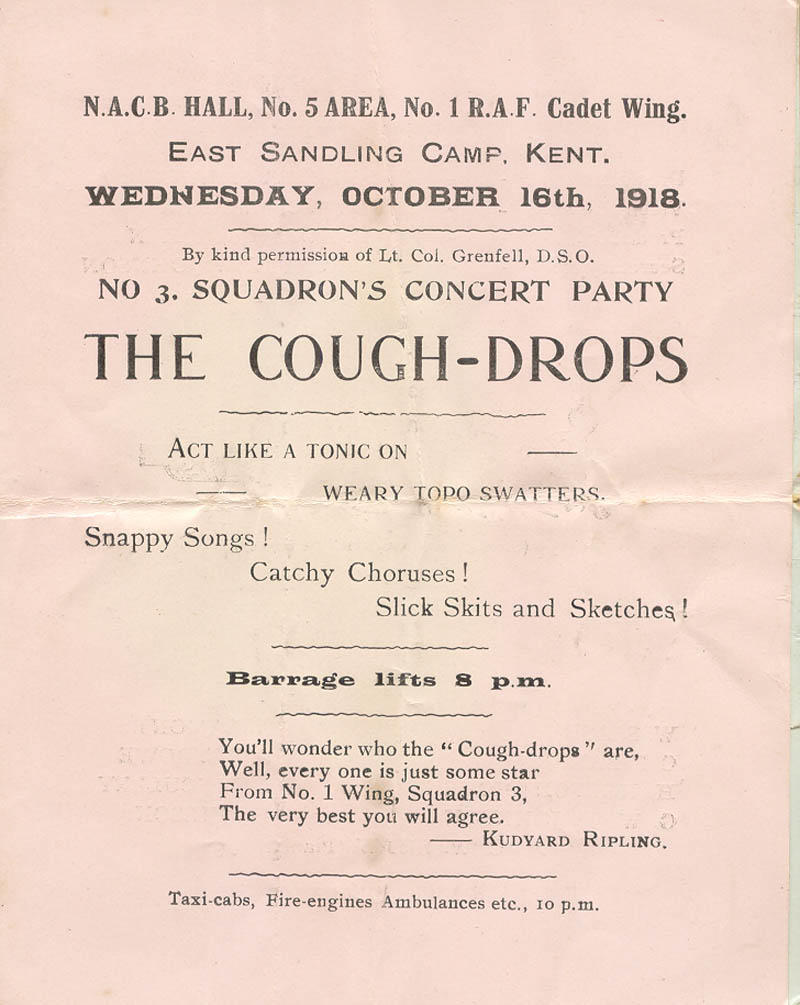 N.A.C.B. HALL, No. 5 AREA, No. 1 R.A.F. Cadet Wing.
EAST SANDLING CAMP, KENT.
WEDNESDAY, OCTOBER 16th, 1918.
By kind permission of Lt. Col. Grenfell, D.S.O.
NO 3. SQUADRON'S CONCERT PARTY
THE COUGH-DROPS
ACT LIKE A TONIC ON ——
—— WEARY TOPO SWATTERS.
Snappy Songs !
Catchy Choruses !
Slick Skits and Sketches !
Barrage lifts 8 p.m.
You'll wonder who the “ Cough-drops ” are,
Well, every one is just some star
From No. 1 Wing, Squadron 3,
The very best you will agree.
—— KUDYARD RIPLING.
Taxi-cabs, Fire-engines Ambulances etc., 10 p.m.